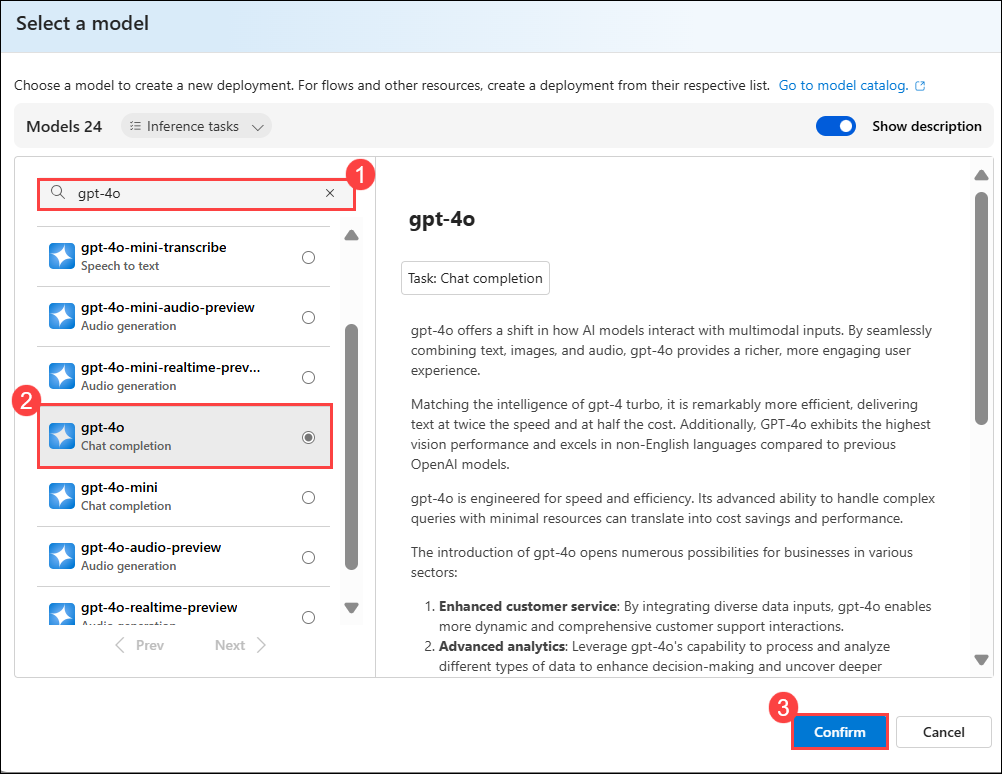 Select a model
Choose a model to create a new deployment. For flows and other resources, create a deployment from their respective list. Go to model catalog.
Models 24
Inference tasks
Show description
1
gpt-4o
gpt-4o-mini-transcribe
Speech to text
gpt-4o-mini-audio-preview
Audio generation
gpt-4o-mini-realtime-prev...
Audio generation
2
gpt-4o
Chat completion
gpt-4o-mini
Chat completion
gpt-4o-audio-preview
Audio generation
gpt-4o-realtime-preview
Audio generation
Prev
Next
gpt-4o
Task: Chat completion
gpt-4o offers a shift in how AI models interact with multimodal inputs. By seamlessly
combining text, images, and audio, gpt-4o provides a richer, more engaging user
experience.
Matching the intelligence of gpt-4 turbo, it is remarkably more efficient, delivering
text at twice the speed and at half the cost. Additionally, GPT-4o exhibits the highest
vision performance and excels in non-English languages compared to previous
OpenAI models.
gpt-4o is engineered for speed and efficiency. Its advanced ability to handle complex
queries with minimal resources can translate into cost savings and performance.
The introduction of gpt-4o opens numerous possibilities for businesses in various
sectors:
1. Enhanced customer service: By integrating diverse data inputs, gpt-4o enables
more dynamic and comprehensive customer support interactions.
2. Advanced analytics: Leverage gpt-4o's capability to process and analyze
different types of data to enhance decision-making and uncover deeper
3
Confirm
Cancel